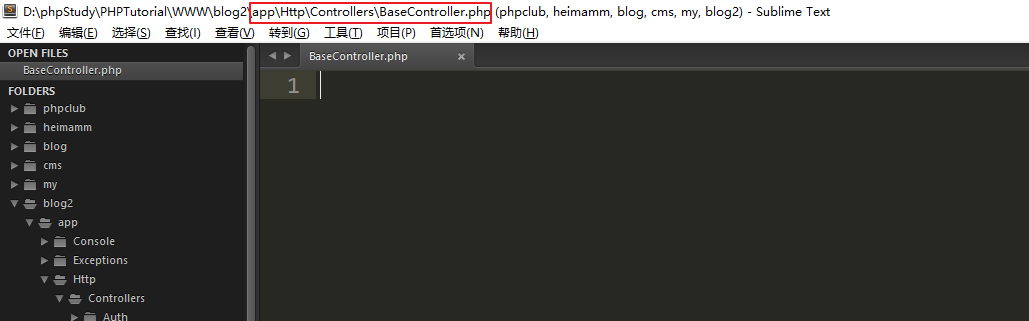 D:\phpStudy\PHPTutorial\WWW\blog2\app\Http\Controllers\BaseController.php (phpclub, heimamm, blog, cms, my, blog2) - Sublime Text
文件(F) 编辑(E) 选择(S) 查找(I) 查看(V) 转到(G) 工具(T) 项目(P) 首选项(N) 帮助(H)
OPEN FILES
BaseController.php
FOLDERS
phpclub
heimamm
blog
cms
my
blog2
app
Console
Exceptions
Http
Controllers
Auth
BaseController.php ×
1